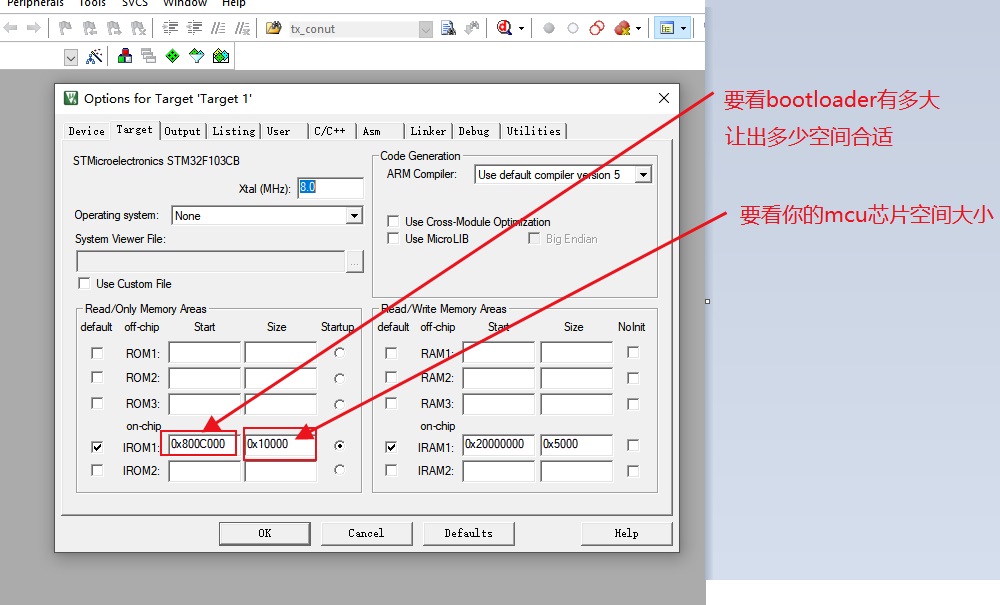 Peripherals Tools SVCS Window Help
tx_conut
Options for Target 'Target 1'
Device Target Output Listing User C/C++ Asm Linker Debug Utilities
STMicroelectronics STM32F103CB
Xtal (MHz): 8.0
Operating system: None
System Viewer File:
...
Use Custom File
Code Generation
ARM Compiler: Use default compiler version 5
Use Cross-Module Optimization
Use MicroLIB Big Endian
Read/Only Memory Areas
default off-chip Start Size Startup
ROM1:
ROM2:
ROM3:
on-chip
IROM1: 0x800C000 0x10000
IROM2:
Read/Write Memory Areas
default off-chip Start Size NoInit
RAM1:
RAM2:
RAM3:
on-chip
IRAM1: 0x20000000 0x5000
IRAM2:
OK Cancel Defaults Help
要看bootloader有多大
让出多少空间合适
要看你的mcu芯片空间大小